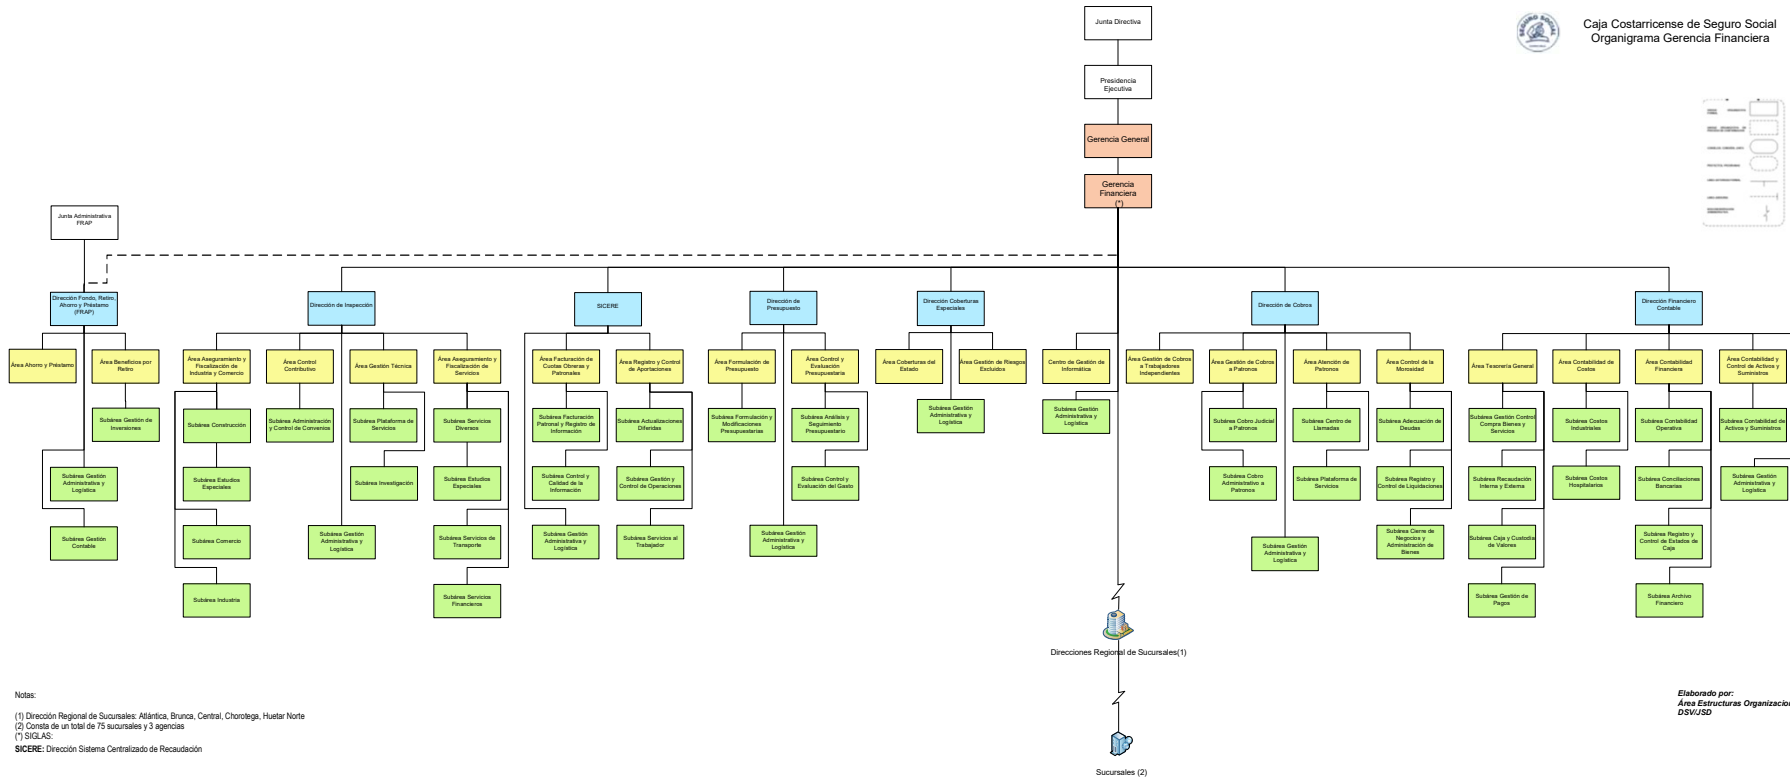 Junta Directiva
Caja Costarricense de Seguro Social
Organigrama Gerencia Financiera
Presidencia
Ejecutiva
Gerencia General
Gerencia
Financiera
(*)
Junta Administrativa
FRAP
Dirección Fondo, Retiro,
Ahorro y Préstamo
(FRAP)
Dirección de Inspección
SICERE
Dirección de
Presupuesto
Dirección Coberturas
Especiales
Dirección de Cobros
Dirección Financiero
Contable
Área Ahorro y Préstamo
Área Beneficios por
Retiro
Área Aseguramiento y
Fiscalización de
Industria y Comercio
Área Control
Contributivo
Área Gestión Técnica
Área Aseguramiento y
Fiscalización de
Servicios
Área Facturación de
Cuotas Obreras y
Patronales
Área Registro y Control
de Aportaciones
Área Formulación de
Presupuesto
Área Control y
Evaluación
Presupuestaria
Área Coberturas del
Estado
Área Gestión de Riesgos
Excluidos
Centro de Gestión de
Informática
Área Gestión de Cobros
a Trabajadores
Independientes
Área Gestión de Cobros
a Patronos
Área Atención de
Patronos
Área Control de la
Morosidad
Área Tesorería General
Área Contabilidad de
Costos
Área Contabilidad
Financiera
Área Contabilidad y
Control de Activos y
Suministros
Subárea Gestión de
Inversiones
Subárea Construcción
Subárea Administración
y Control de Convenios
Subárea Plataforma de
Servicios
Subárea Servicios
Diversos
Subárea Facturación
Patronal y Registro de
Información
Subárea Actualizaciones
Diferidas
Subárea Formulación y
Modificaciones
Presupuestarias
Subárea Análisis y
Seguimiento
Presupuestario
Subárea Gestión
Administrativa y
Logística
Subárea Gestión
Administrativa y
Logística
Subárea Cobro Judicial
a Patronos
Subárea Centro de
Llamadas
Subárea Adecuación de
Deudas
Subárea Gestión Control
Compra Bienes y
Servicios
Subárea Costos
Industriales
Subárea Contabilidad
Operativa
Subárea Contabilidad de
Activos y Suministros
Subárea Gestión
Administrativa y
Logística
Subárea Estudios
Especiales
Subárea Investigación
Subárea Estudios
Especiales
Subárea Control y
Calidad de la
Información
Subárea Gestión y
Control de Operaciones
Subárea Control y
Evaluación del Gasto
Subárea Cobro
Administrativo a
Patronos
Subárea Plataforma de
Servicios
Subárea Registro y
Control de Liquidaciones
Subárea Recaudación
Interna y Externa
Subárea Costos
Hospitalarios
Subárea Conciliaciones
Bancarias
Subárea Gestión
Administrativa y
Logística
Subárea Gestión
Contable
Subárea Comercio
Subárea Gestión
Administrativa y
Logística
Subárea Servicios de
Transporte
Subárea Gestión
Administrativa y
Logística
Subárea Servicios al
Trabajador
Subárea Gestión
Administrativa y
Logística
Subárea Gestión
Administrativa y
Logística
Subárea Cierre de
Negocios y
Administración de
Bienes
Subárea Caja y Custodia
de Valores
Subárea Registro y
Control de Estados de
Caja
Subárea Industria
Subárea Servicios
Financieros
Subárea Gestión de
Pagos
Subárea Archivo
Financiero
Direcciones Regional de Sucursales(1)
Sucursales (2)
Notas:
(1) Dirección Regional de Sucursales: Atlántica, Brunca, Central, Chorotega, Huetar Norte
(2) Consta de un total de 75 sucursales y 3 agencias
(*) SIGLAS:
SICERE: Dirección Sistema Centralizado de Recaudación
Elaborado por:
Área Estructuras Organizacion
DSV/JSD